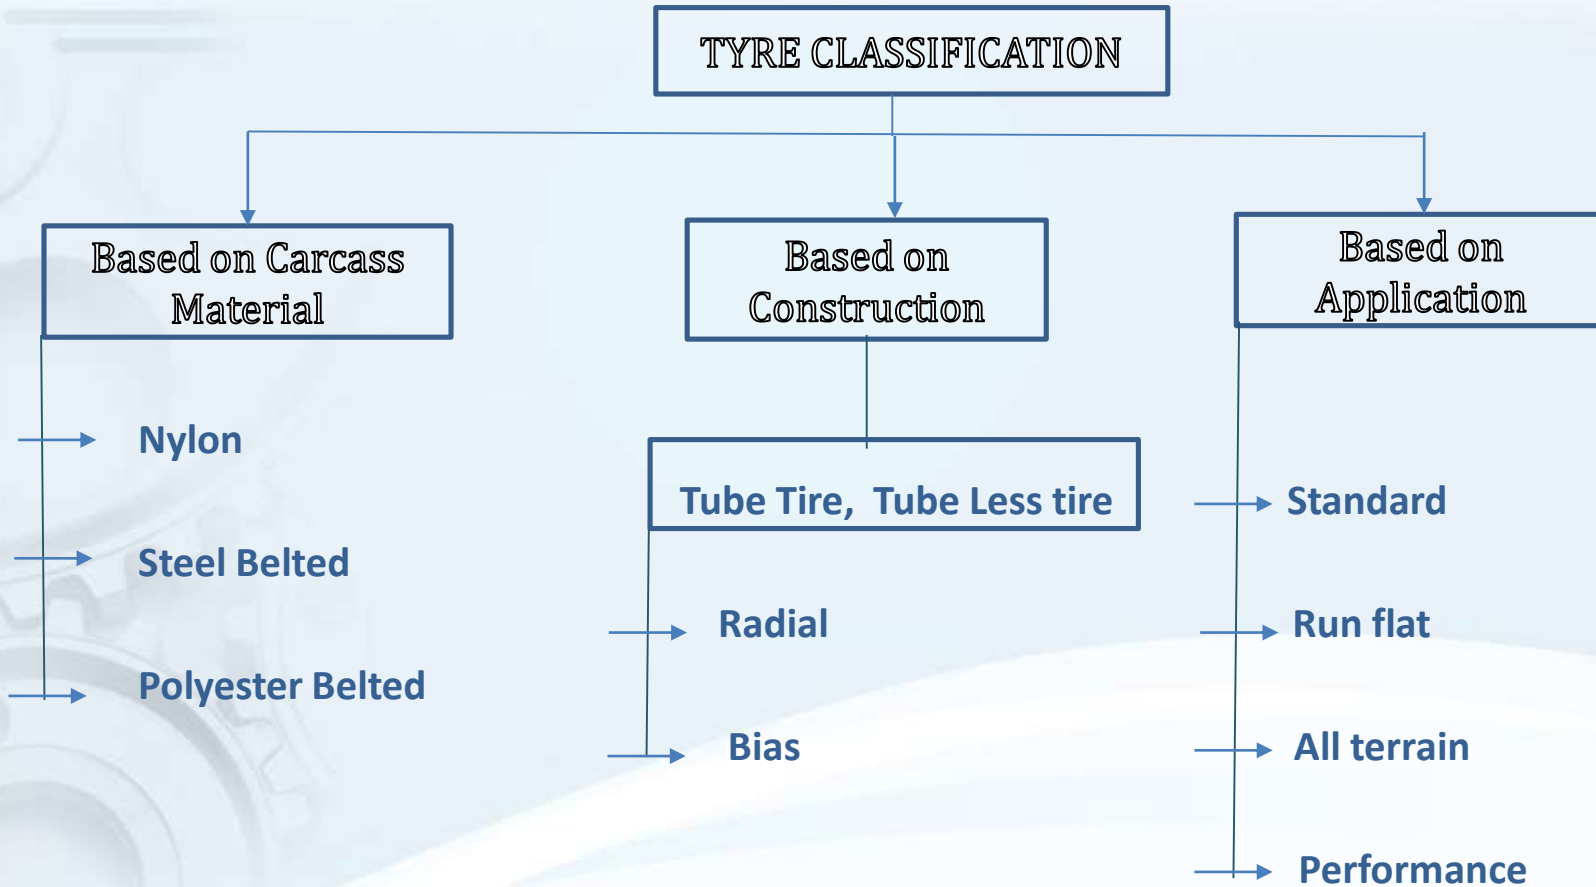 TYRE CLASSIFICATION
Based on Carcass
Material
Nylon
Steel Belted
Polyester Belted
Based on
Construction
Tube Tire,  Tube Less tire
Radial
Bias
Based on
Application
Standard
Run flat
All terrain
Performance